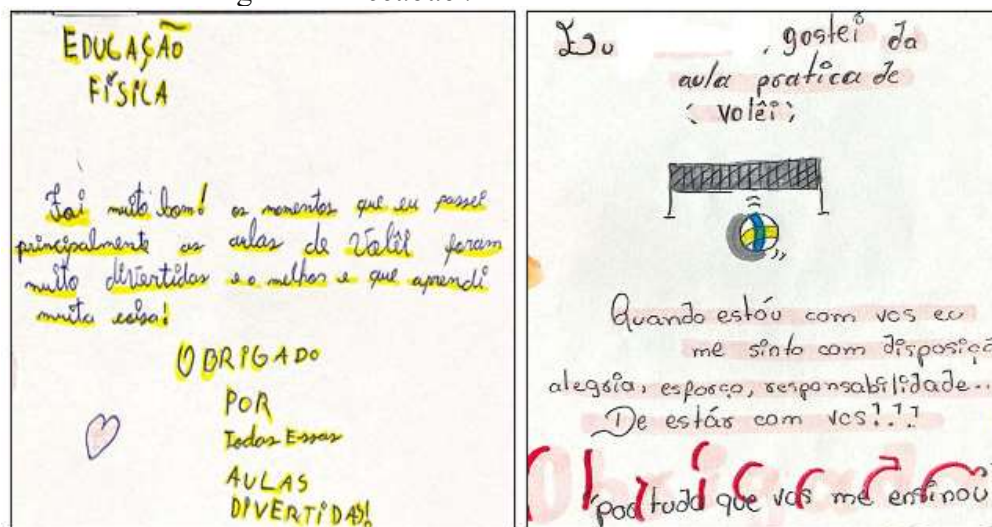 EDUCAÇÃO
FÍSICA
Foi muito bom! os momentos que eu passei
principalmente as aulas de Valêi foram
muito divertidas e o melhor e que aprendi
muita coisa!
OBRIGADO
POR
Todas Essas
AULAS
DIVERTIDAS!
Eu , gostei da
aula pratica de
volêi;
Quando estóu com vcs eu
me sinto com disposiçã
alegria, esforço, responsabilidade...
De estár com vcs!!!
Obrigado
por tudo que vcs me ensinou